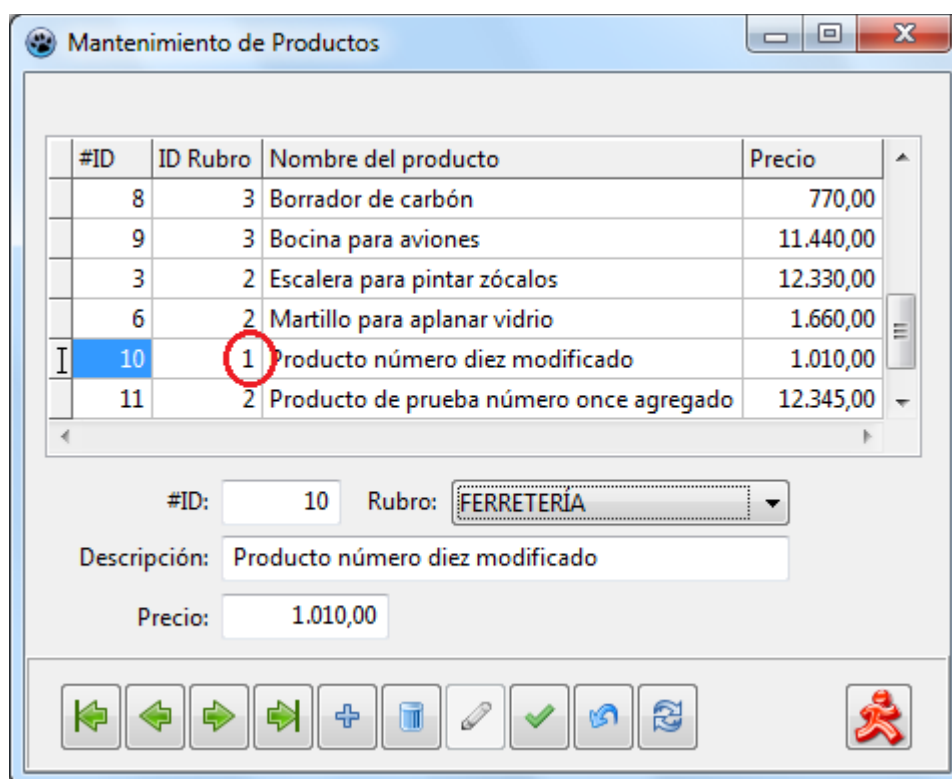 Mantenimiento de Productos
#ID ID Rubro Nombre del producto Precio
8 3 Borrador de carbón 770,00
9 3 Bocina para aviones 11.440,00
3 2 Escalera para pintar zócalos 12.330,00
6 2 Martillo para aplanar vidrio 1.660,00
10 1 Producto número diez modificado 1.010,00
11 2 Producto de prueba número once agregado 12.345,00
#ID: 10 Rubro: FERRETERÍA
Descripción: Producto número diez modificado
Precio: 1.010,00